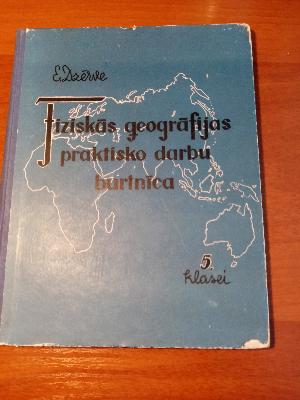 E. Dzērve
Fiziskās ģeogrāfijas
praktisko darbu
burtnīca
5.
klasei